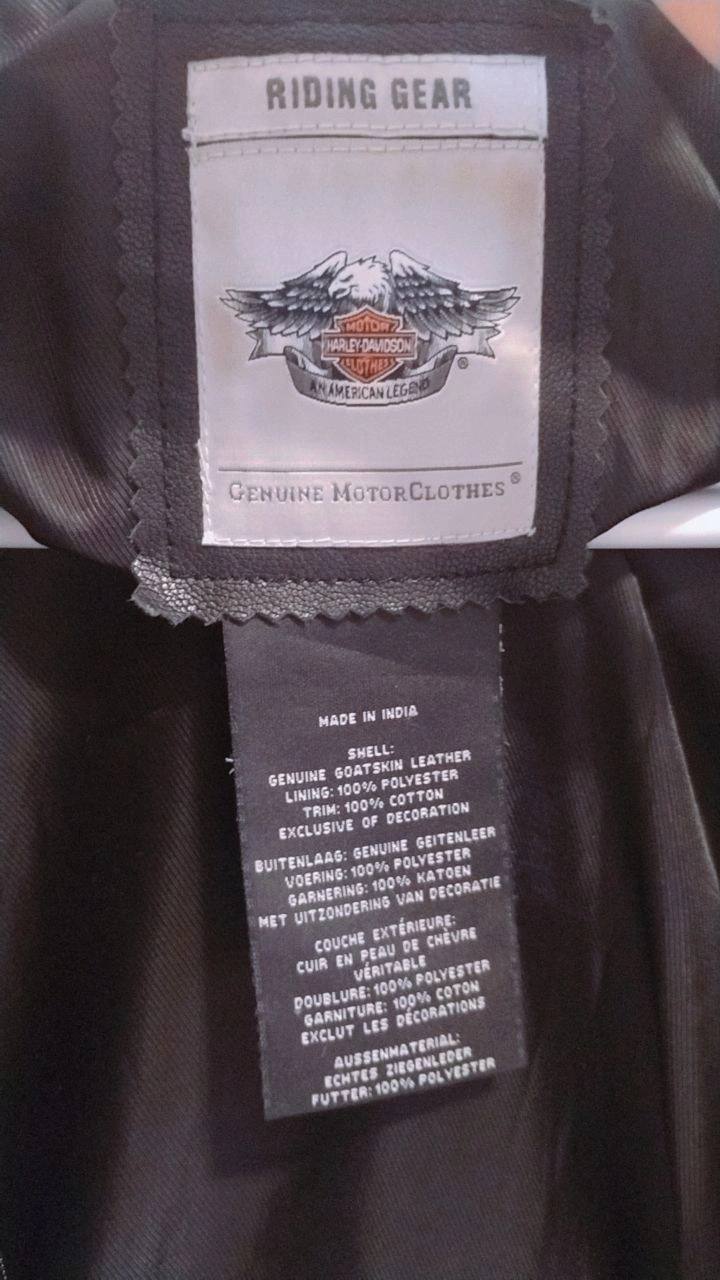 RIDING GEAR
MOTOR
HARLEY-DAVIDSON
CLOTHES
®
AN AMERICAN LEGEND
GENUINE MOTORCLOTHES®
MADE IN INDIA
SHELL:
GENUINE GOATSKIN LEATHER
LINING: 100% POLYESTER
TRIM: 100% COTTON
EXCLUSIVE OF DECORATION
BUITENLAAG: GENUINE GEITENLEER
VOERING: 100% POLYESTER
GARNERING: 100% KATOEN
MET UITZONDERING VAN DECORATIE
COUCHE EXTÉRIEURE:
CUIR EN PEAU DE CHÈVRE
VÉRITABLE
DOUBLURE: 100% POLYESTER
GARNITURE: 100% COTON
EXCLUT LES DÉCORATIONS
AUSSENMATERIAL:
ECHTES ZIEGENLEDER
FUTTER: 100% POLYESTER